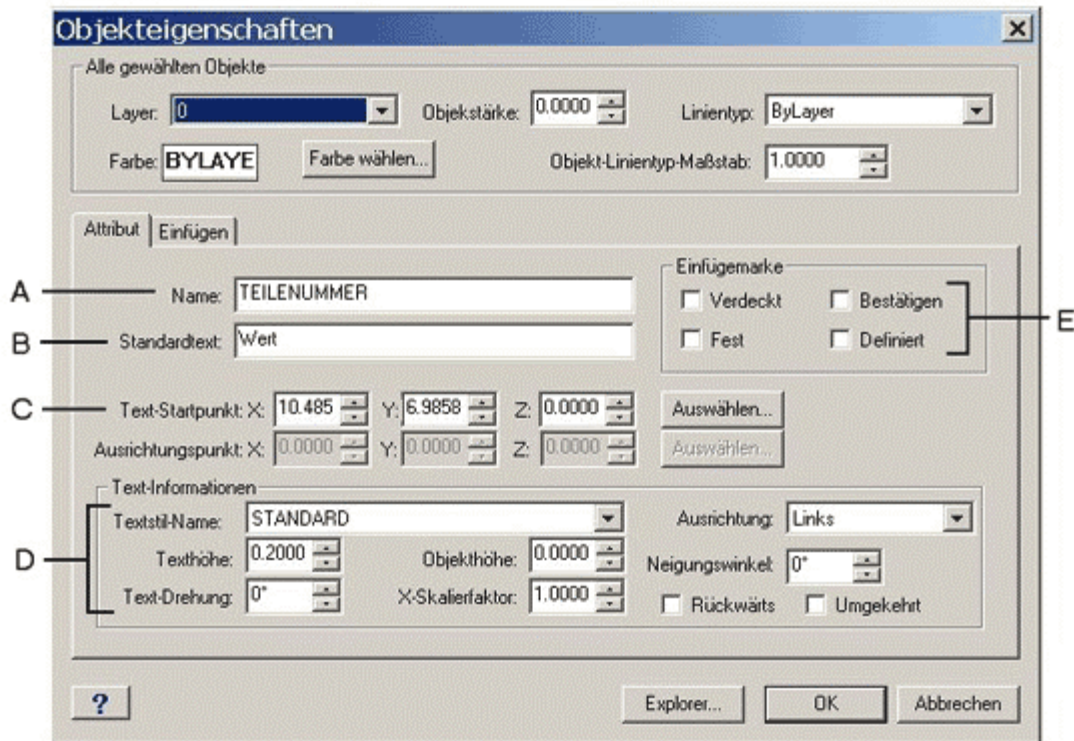 Objekteigenschaften
Alle gewählten Objekte
Layer: 0 Objekstärke: 0.0000 Linientyp: ByLayer
Farbe: BYLAYE Farbe wählen... Objekt-Linientyp-Maßstab: 1.0000
Attribut Einfügen
Einfügemarke
A Name: TEILENUMMER Verdeckt Bestätigen
E
B Standardtext: Wert Fest Definiert
C Text-Startpunkt: X: 10.485 Y: 6.9858 Z: 0.0000 Auswählen...
Ausrichtungspunkt: X: 0.0000 Y: 0.0000 Z: 0.0000 Auswählen...
Text-Informationen
Textstil-Name: STANDARD Ausrichtung: Links
D Texthöhe: 0.2000 Objekthöhe: 0.0000 Neigungswinkel: 0°
Text-Drehung: 0° X-Skalierfaktor: 1.0000 Rückwärts Umgekehrt
? Explorer... OK Abbrechen